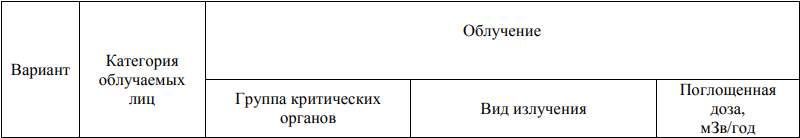 Вариант
Категория
облучаемых
лиц
Облучение
Группа критических
органов
Вид излучения
Поглощенная
доза,
мЗв/год